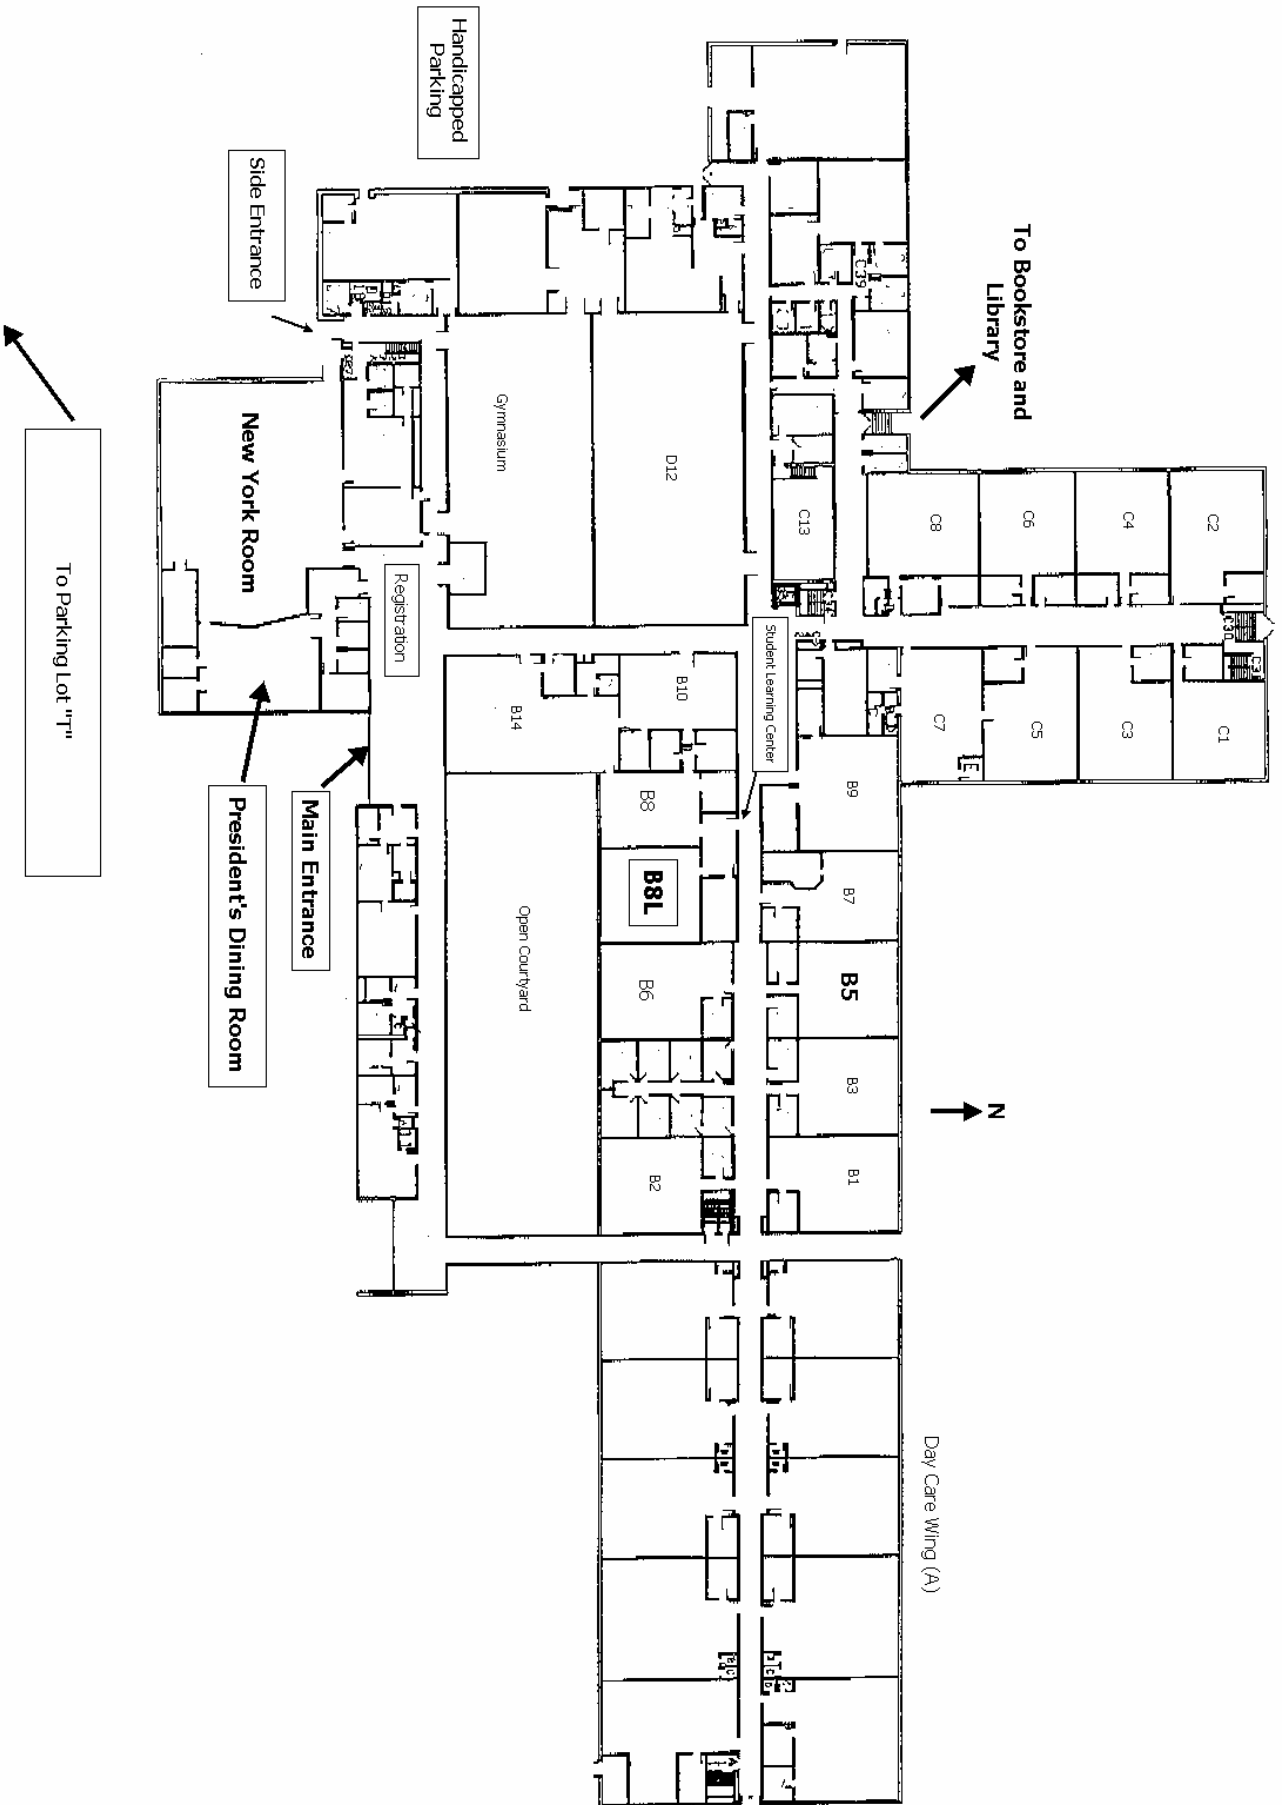 To Bookstore and
Library
Handicapped
Parking
Side Entrance
To Parking Lot "T"
New York Room
President's Dining Room
Main Entrance
Registration
Student Learning Center
Gymnasium
D12
C13
C39
C8
C6
C4
C2
C30
C7
C5
C3
C1
B14
B10
B8
B8L
B6
B2
B9
B7
B5
B3
B1
Open Courtyard
N
Day Care Wing (A)